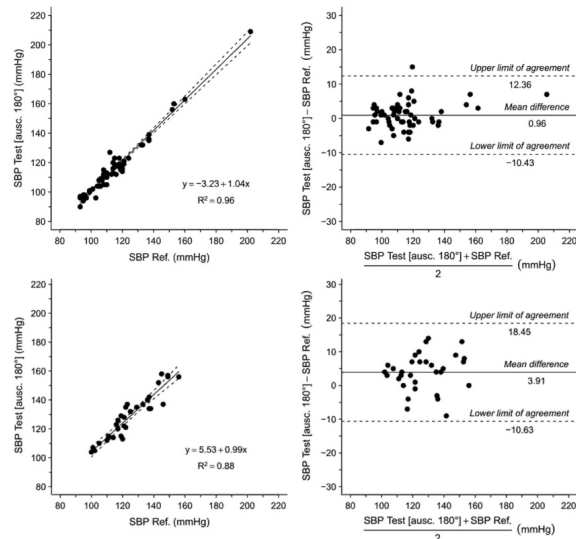 SBP Test [ausc. 180°] (mmHg)
220
200
180
160
140
120
100
80
y = −3.23 + 1.04x
R² = 0.96
80 100 120 140 160 180 200 220
SBP Ref. (mmHg)
SBP Test [ausc. 180°] − SBP Ref. (mmHg)
40
30
20
10
0
−10
−20
−30
Upper limit of agreement
12.36
Mean difference
0.96
Lower limit of agreement
−10.43
80 100 120 140 160 180 200 220
SBP Test [ausc. 180°] + SBP Ref.
2
(mmHg)
SBP Test [ausc. 180°] (mmHg)
220
200
180
160
140
120
100
80
y = 5.53 + 0.99x
R² = 0.88
80 100 120 140 160 180 200 220
SBP Ref. (mmHg)
SBP Test [ausc. 180°] − SBP Ref. (mmHg)
30
20
10
0
−10
−20
−30
Upper limit of agreement
18.45
Mean difference
3.91
Lower limit of agreement
−10.63
80 100 120 140 160 180 200 220
SBP Test [ausc. 180°] + SBP Ref.
2
(mmHg)